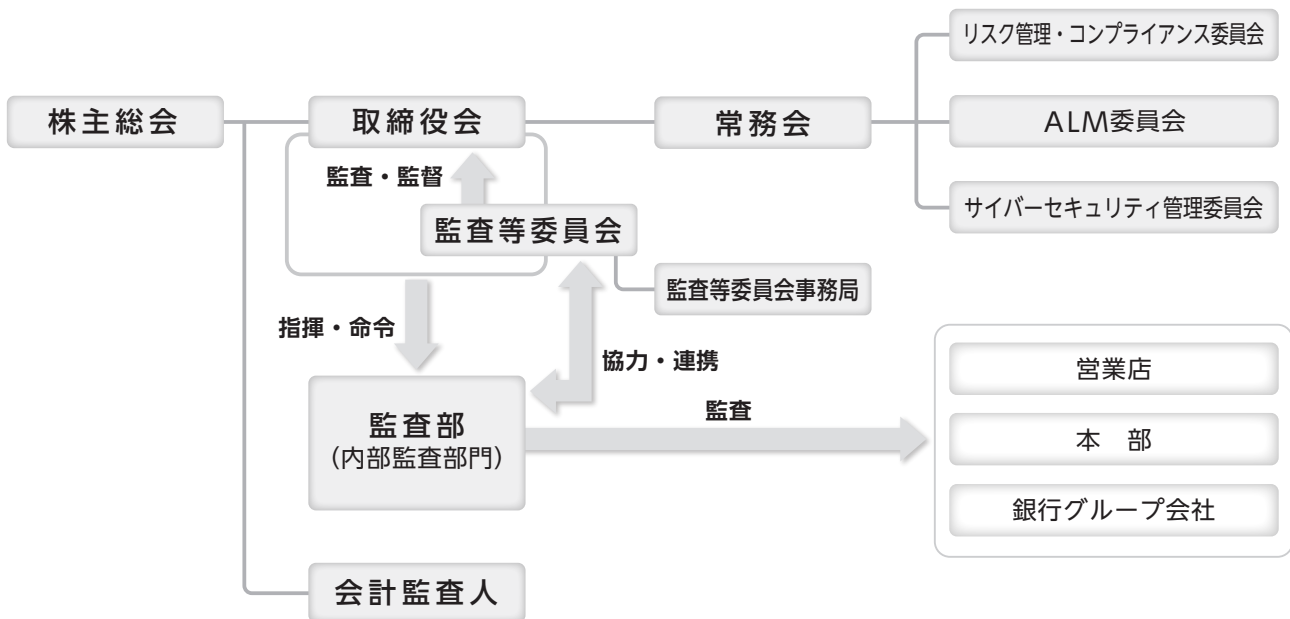 リスク管理・コンプライアンス委員会
株主総会
取締役会
常務会
ALM委員会
監査・監督
サイバーセキュリティ管理委員会
監査等委員会
監査等委員会事務局
指揮・命令
協力・連携
営業店
監査
監査部
(内部監査部門)
本　部
銀行グループ会社
会計監査人